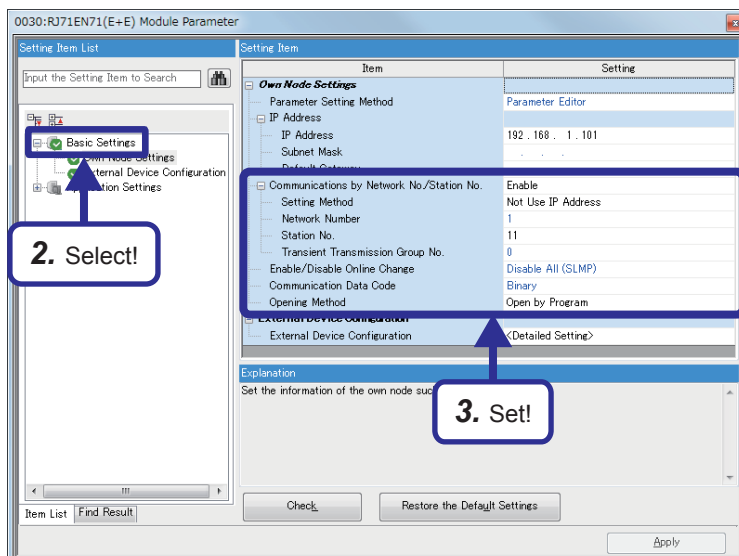 0030:RJ71EN71(E+E) Module Parameter
Setting Item List
Input the Setting Item to Search
Basic Settings
Own Node Settings
External Device Configuration
Settings
2. Select!
Item List
Find Result
Setting Item
Item Setting
Own Node Settings
Parameter Setting Method Parameter Editor
IP Address
IP Address 192 . 168 . 1 . 101
Subnet Mask . . .
Default Gateway
Communications by Network No./Station No. Enable
Setting Method Not Use IP Address
Network Number 1
Station No. 11
Transient Transmission Group No. 0
Enable/Disable Online Change Disable All (SLMP)
Communication Data Code Binary
Opening Method Open by Program
External Device Configuration
External Device Configuration <Detailed Setting>
Explanation
Set the information of the own node
3. Set!
Check
Restore the Default Settings
Apply